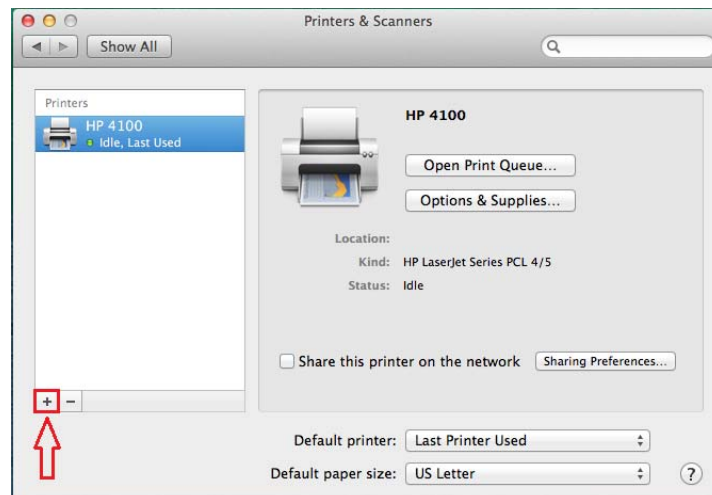 Printers & Scanners
Show All
Printers
HP 4100
Idle, Last Used
HP 4100
Open Print Queue...
Options & Supplies...
Location:
Kind: HP LaserJet Series PCL 4/5
Status: Idle
Share this printer on the network Sharing Preferences...
+ −
Default printer: Last Printer Used
Default paper size: US Letter ?